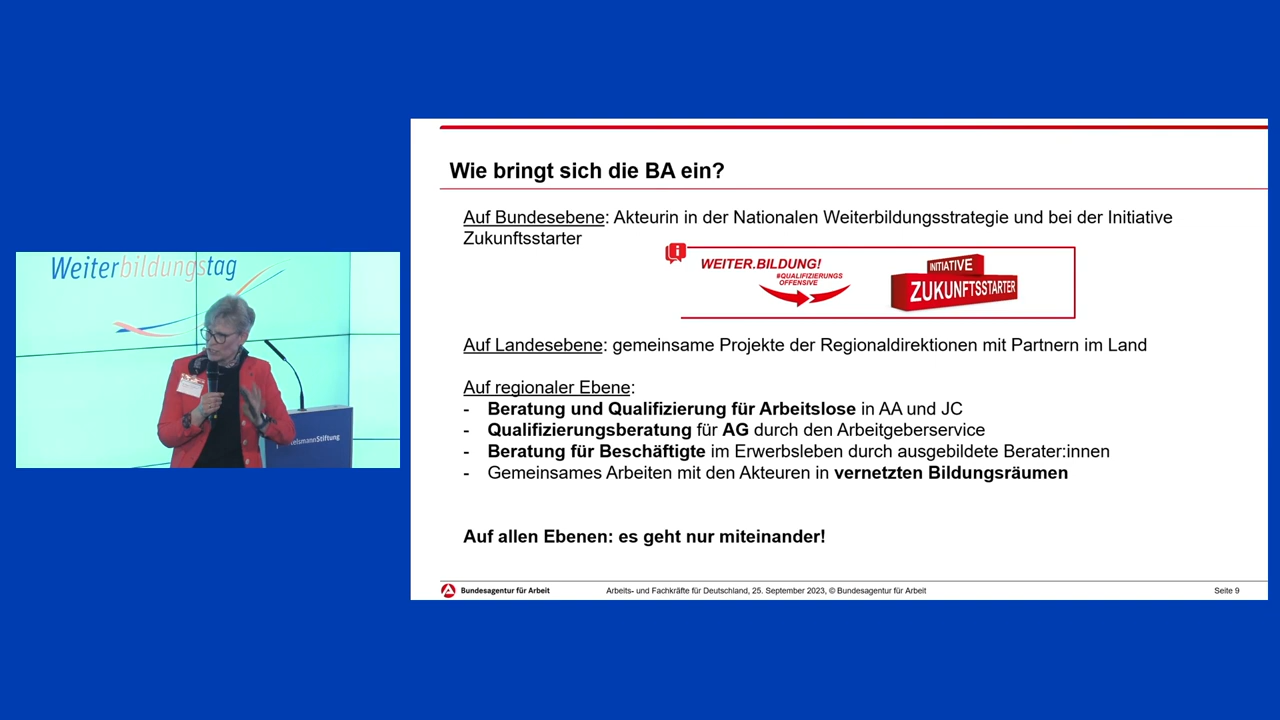 Weiterbildungstag
elsmannStiftung
Wie bringt sich die BA ein?
Auf Bundesebene: Akteurin in der Nationalen Weiterbildungsstrategie und bei der Initiative
Zukunftsstarter
WEITER.BILDUNG!
#QUALIFIZIERUNGS
OFFENSIVE
INITIATIVE
ZUKUNFTSSTARTER
Auf Landesebene: gemeinsame Projekte der Regionaldirektionen mit Partnern im Land
Auf regionaler Ebene:
- Beratung und Qualifizierung für Arbeitslose in AA und JC
- Qualifizierungsberatung für AG durch den Arbeitgeberservice
- Beratung für Beschäftigte im Erwerbsleben durch ausgebildete Berater:innen
- Gemeinsames Arbeiten mit den Akteuren in vernetzten Bildungsräumen
Auf allen Ebenen: es geht nur miteinander!
Bundesagentur für Arbeit
Arbeits- und Fachkräfte für Deutschland, 25. September 2023, © Bundesagentur für Arbeit
Seite 9